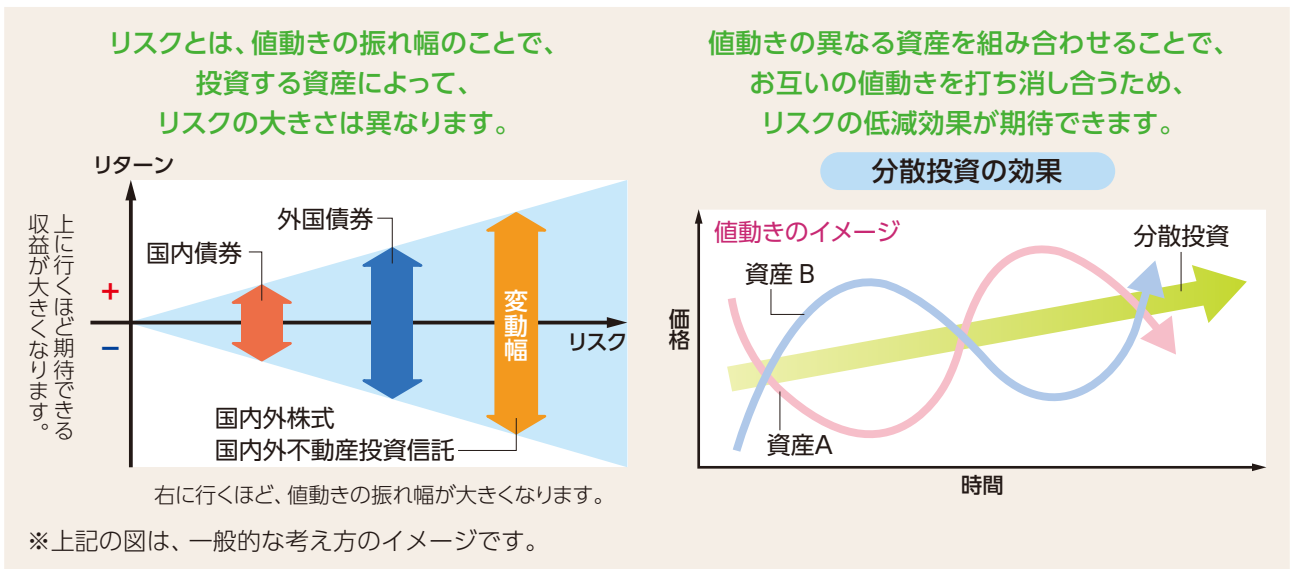 リスクとは、値動きの振れ幅のことで、
投資する資産によって、
リスクの大きさは異なります。
リターン
上に行くほど期待できる
収益が大きくなります。
+
−
国内債券
外国債券
変動幅
リスク
国内外株式
国内外不動産投資信託
右に行くほど、値動きの振れ幅が大きくなります。
※上記の図は、一般的な考え方のイメージです。
値動きの異なる資産を組み合わせることで、
お互いの値動きを打ち消し合うため、
リスクの低減効果が期待できます。
分散投資の効果
値動きのイメージ
分散投資
資産B
価格
資産A
時間